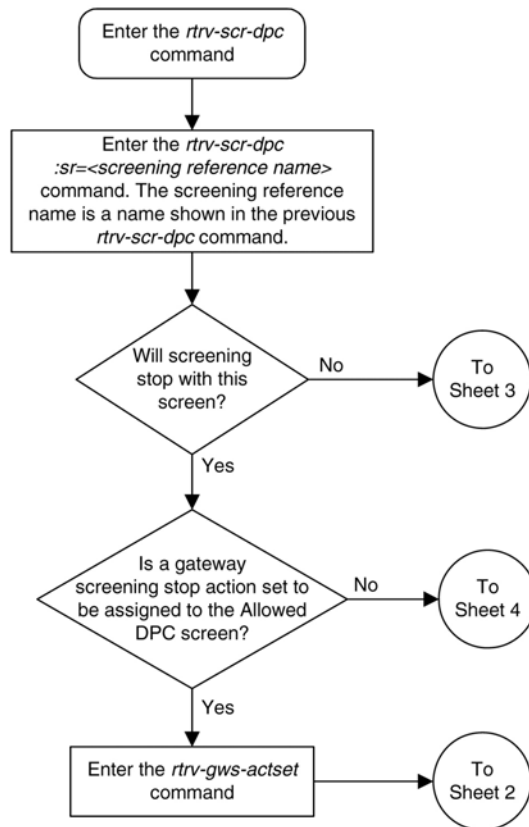 Enter the rtrv-scr-dpc
command
Enter the rtrv-scr-dpc
:sr=<screening reference name>
command. The screening reference
name is a name shown in the previous
rtrv-scr-dpc command.
Will screening
stop with this
screen?
No
To
Sheet 3
Yes
Is a gateway
screening stop action set to
be assigned to the Allowed
DPC screen?
No
To
Sheet 4
Yes
Enter the rtrv-gws-actset
command
To
Sheet 2